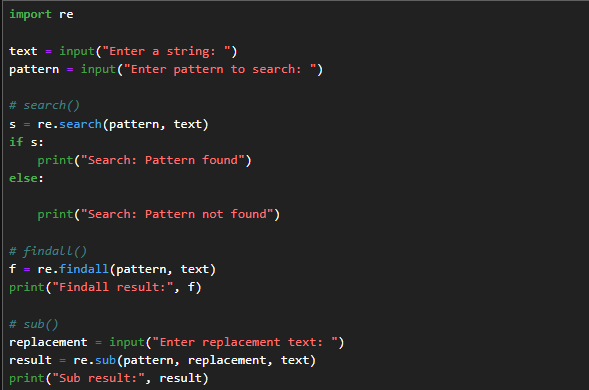 import re
text = input("Enter a string: ")
pattern = input("Enter pattern to search: ")
# search()
s = re.search(pattern, text)
if s:
    print("Search: Pattern found")
else:
    print("Search: Pattern not found")
# findall()
f = re.findall(pattern, text)
print("Findall result:", f)
# sub()
replacement = input("Enter replacement text: ")
result = re.sub(pattern, replacement, text)
print("Sub result:", result)